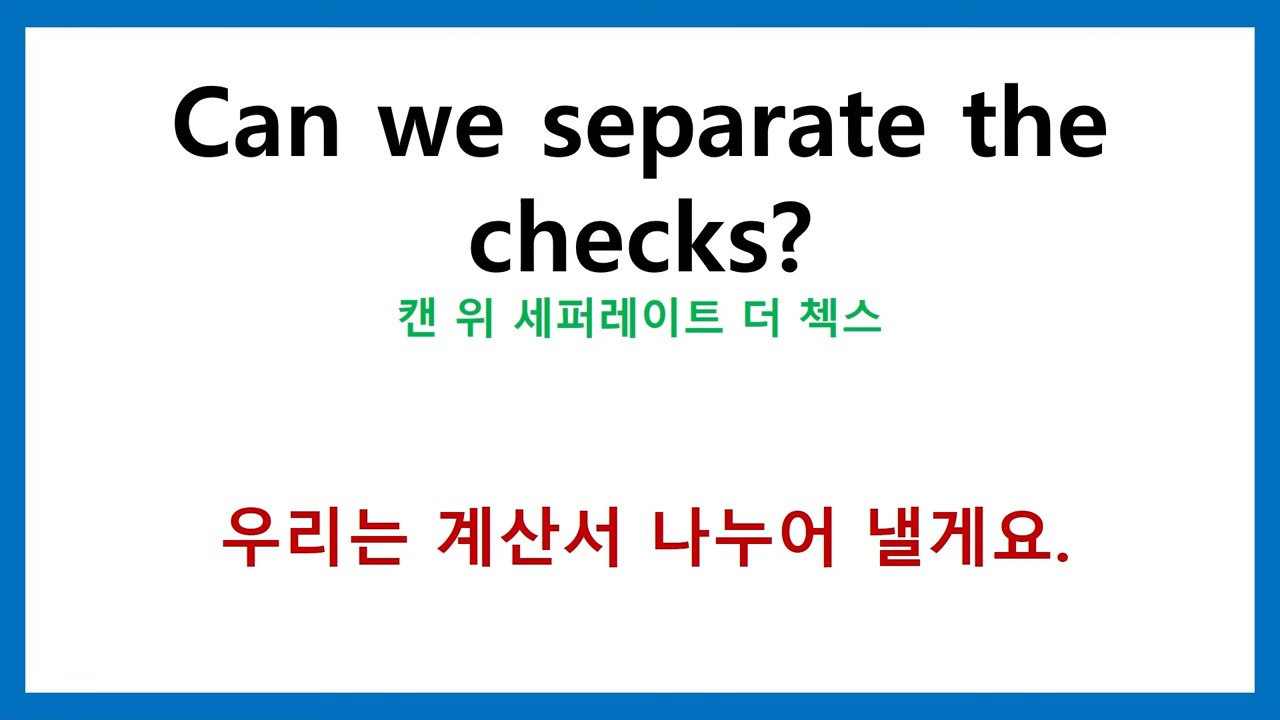 Can we separate the
checks?
캔 위 세퍼레이트 더 첵스
우리는 계산서 나누어 낼게요.